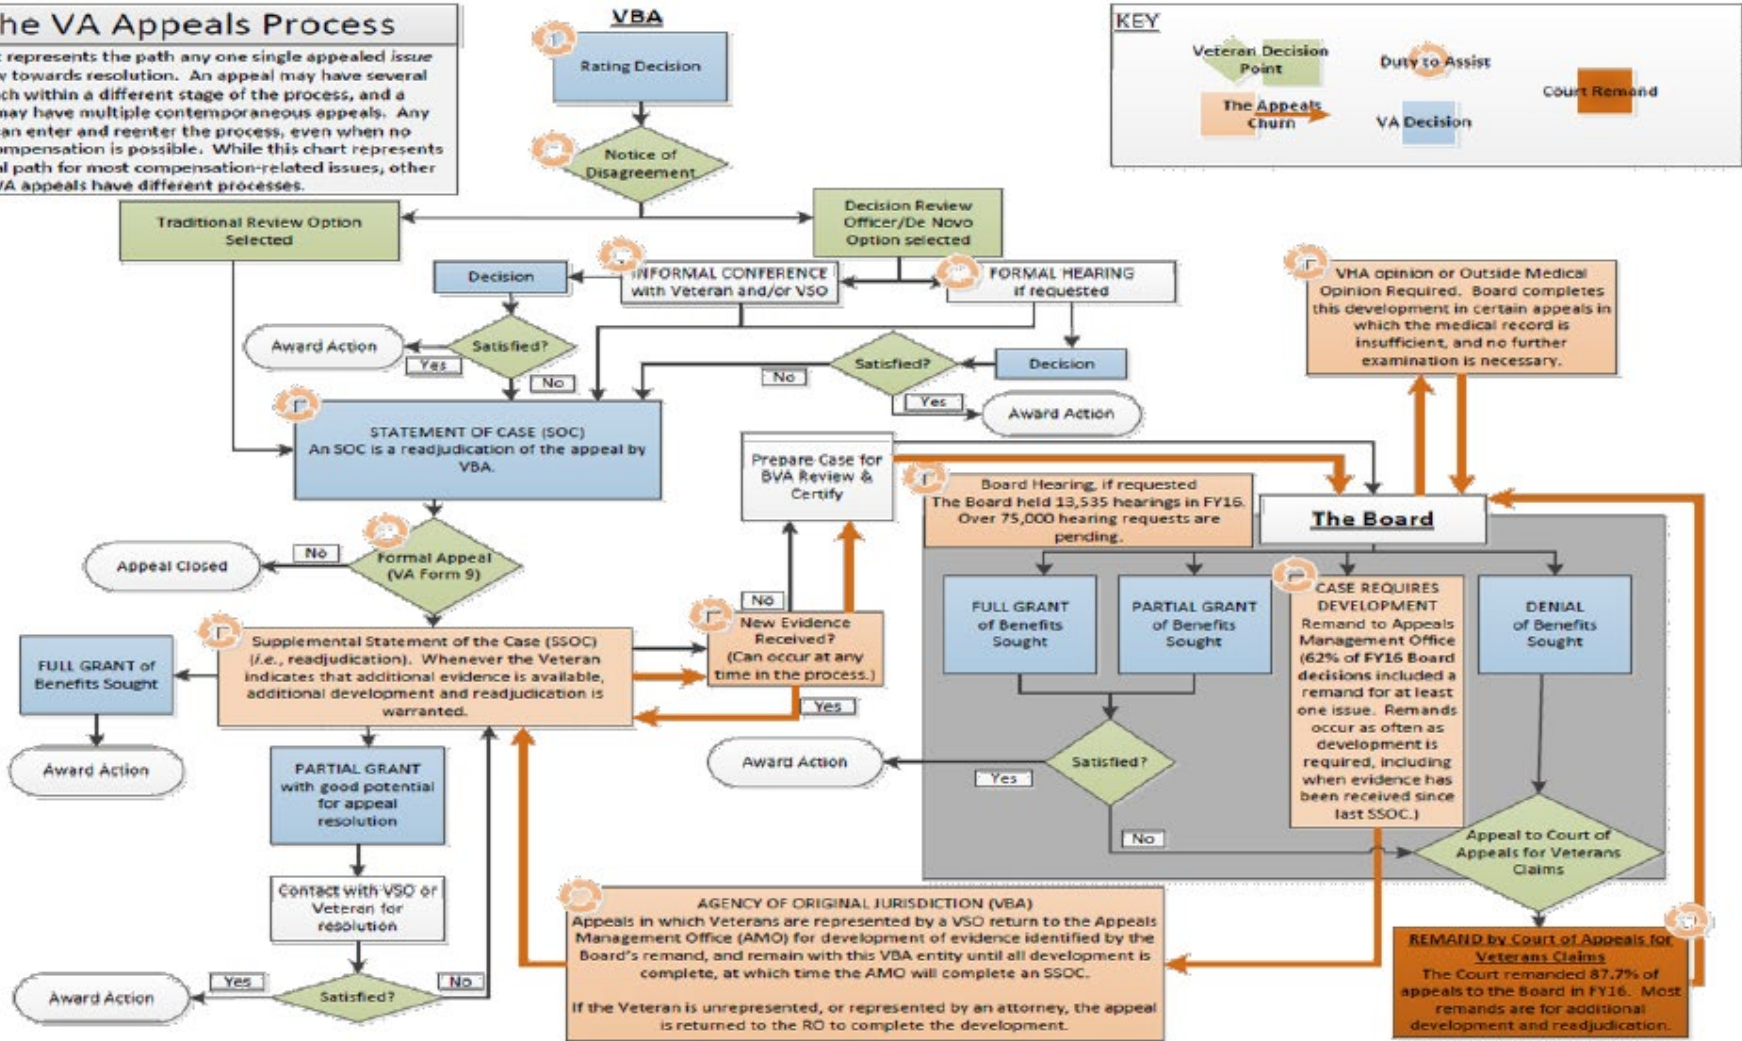 he VA Appeals Process
t represents the path any one single appealed issue
v towards resolution. An appeal may have several
ch within a different stage of the process, and a
may have multiple contemporaneous appeals. Any
an enter and reenter the process, even when no
ompensation is possible. While this chart represents
al path for most compensation-related issues, other
VA appeals have different processes.
VBA
Rating Decision
Notice of
Disagreement
KEY
Veteran Decision
Point
Duty to Assist
Court Remand
The Appeals
Churn
VA Decision
Traditional Review Option
Selected
Decision Review
Officer/De Novo
Option selected
Decision
INFORMAL CONFERENCE
with Veteran and/or VSO
FORMAL HEARING
if requested
VHA opinion or Outside Medical
Opinion Required. Board completes
this development in certain appeals in
which the medical record is
insufficient, and no further
examination is necessary.
Award Action
Yes
Satisfied?
No
No
Satisfied?
Decision
Yes
Award Action
STATEMENT OF CASE (SOC)
An SOC is a readjudication of the appeal by
VBA.
Prepare Case for
BVA Review &
Certify
Board Hearing, if requested
The Board held 13,535 hearings in FY16.
Over 75,000 hearing requests are
pending.
The Board
Appeal Closed
No
Formal Appeal
(VA Form 9)
No
New Evidence
Received?
(Can occur at any
time in the process.)
Yes
FULL GRANT
of Benefits
Sought
PARTIAL GRANT
of Benefits
Sought
CASE REQUIRES
DEVELOPMENT
Remand to Appeals
Management Office
(62% of FY16 Board
decisions included a
remand for at least
one issue. Remands
occur as often as
development is
required, including
when evidence has
been received since
last SSOC.)
DENIAL
of Benefits
Sought
FULL GRANT of
Benefits Sought
Supplemental Statement of the Case (SSOC)
(i.e., readjudication). Whenever the Veteran
indicates that additional evidence is available,
additional development and readjudication is
warranted.
Award Action
PARTIAL GRANT
with good potential
for appeal
resolution
Award Action
Yes
Satisfied?
No
Appeal to Court of
Appeals for Veterans
Claims
Contact with VSO or
Veteran for
resolution
Award Action
Yes
Satisfied?
No
AGENCY OF ORIGINAL JURISDICTION (VBA)
Appeals in which Veterans are represented by a VSO return to the Appeals
Management Office (AMO) for development of evidence identified by the
Board's remand, and remain with this VBA entity until all development is
complete, at which time the AMO will complete an SSOC.
If the Veteran is unrepresented, or represented by an attorney, the appeal
is returned to the RO to complete the development.
REMAND by Court of Appeals for
Veterans Claims
The Court remanded 87.7% of
appeals to the Board in FY16. Most
remands are for additional
development and readjudication.